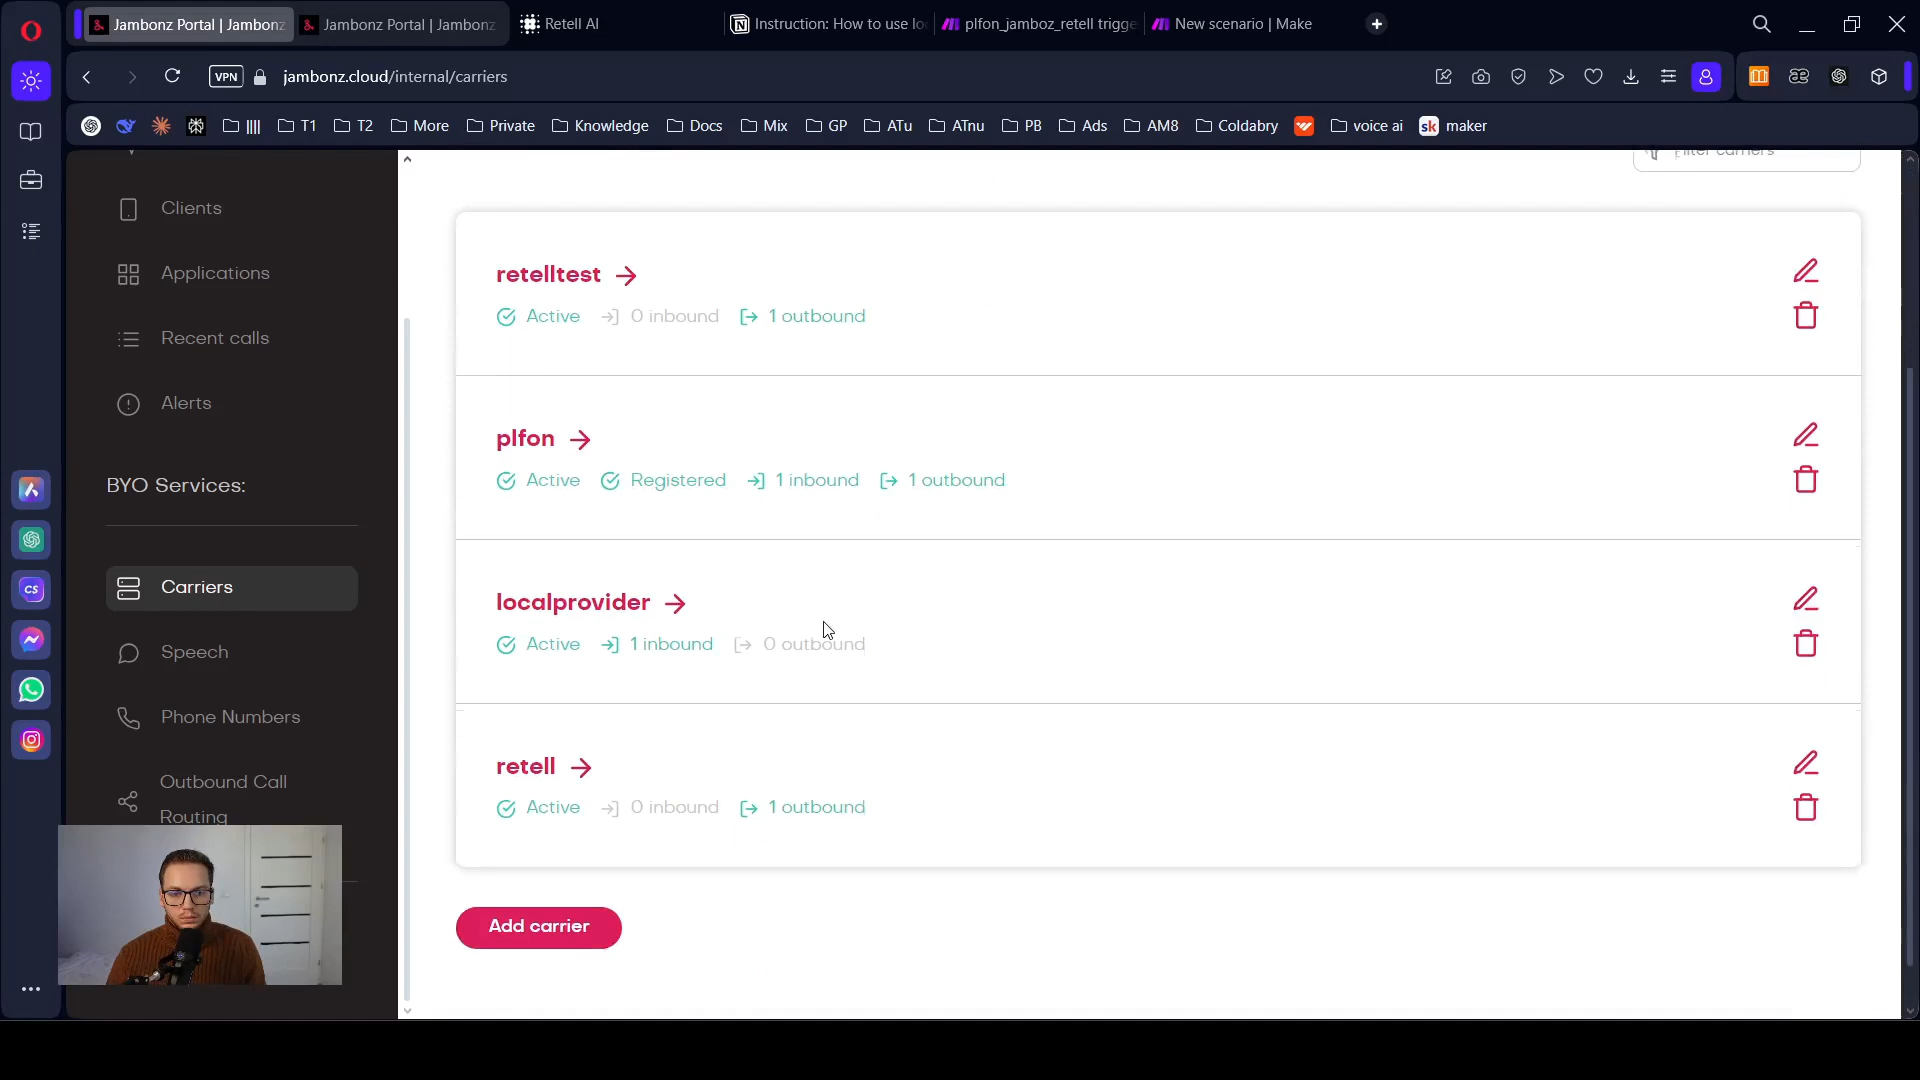 Jambonz Portal | Jambonz
Jambonz Portal | Jambonz
Retell AI
Instruction: How to use lo
plfon_jamboz_retell trigge
New scenario | Make
VPN
jambonz.cloud/internal/carriers
||||
T1
T2
More
Private
Knowledge
Docs
Mix
GP
ATu
ATnu
PB
Ads
AM8
Coldabry
voice ai
sk
maker
Filter carriers
Clients
Applications
Recent calls
Alerts
BYO Services:
Carriers
Speech
Phone Numbers
Outbound Call
Routing
CS
retelltest
Active 0 inbound 1 outbound
plfon
Active Registered 1 inbound 1 outbound
localprovider
Active 1 inbound 0 outbound
retell
Active 0 inbound 1 outbound
Add carrier